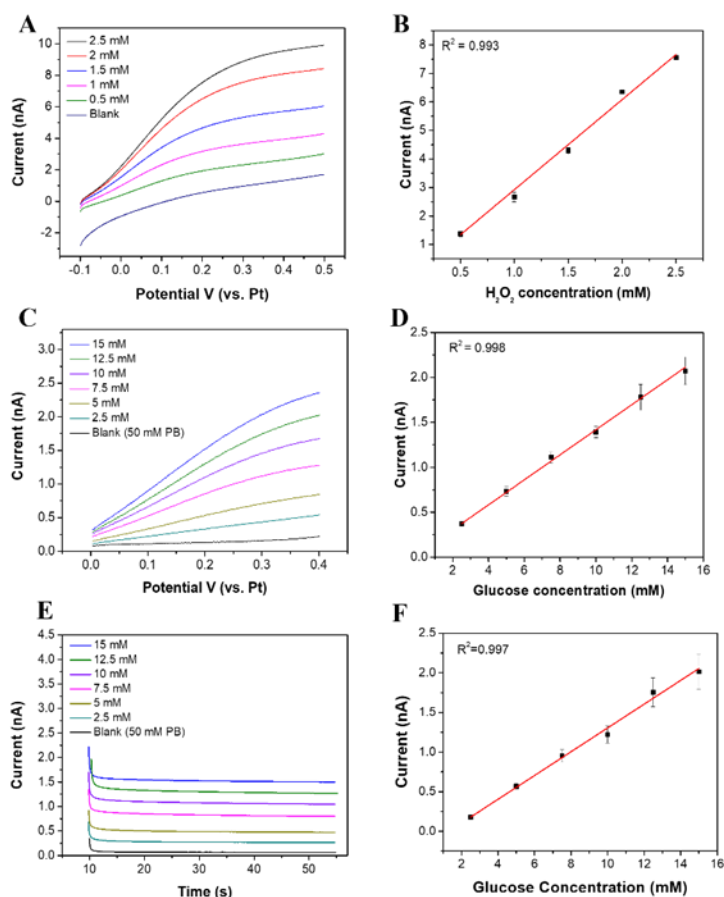 A
2.5 mM
2 mM
1.5 mM
1 mM
0.5 mM
Blank
10
8
6
4
2
0
-2
Current (nA)
-0.1 0.0 0.1 0.2 0.3 0.4 0.5
Potential V (vs. Pt)
B
R² = 0.993
8
7
6
5
4
3
2
1
Current (nA)
0.5 1.0 1.5 2.0 2.5
H₂O₂ concentration (mM)
C
15 mM
12.5 mM
10 mM
7.5 mM
5 mM
2.5 mM
Blank (50 mM PB)
3.0
2.5
2.0
1.5
1.0
0.5
0.0
Current (nA)
0.0 0.1 0.2 0.3 0.4
Potential V (vs. Pt)
D
R² = 0.998
2.5
2.0
1.5
1.0
0.5
0.0
Current (nA)
2 4 6 8 10 12 14 16
Glucose concentration (mM)
E
15 mM
12.5 mM
10 mM
7.5 mM
5 mM
2.5 mM
Blank (50 mM PB)
4.5
4.0
3.5
3.0
2.5
2.0
1.5
1.0
0.5
0.0
Current (nA)
10 20 30 40 50
Time (s)
F
R²=0.997
2.5
2.0
1.5
1.0
0.5
0.0
Current (nA)
2 4 6 8 10 12 14 16
Glucose Concentration (mM)